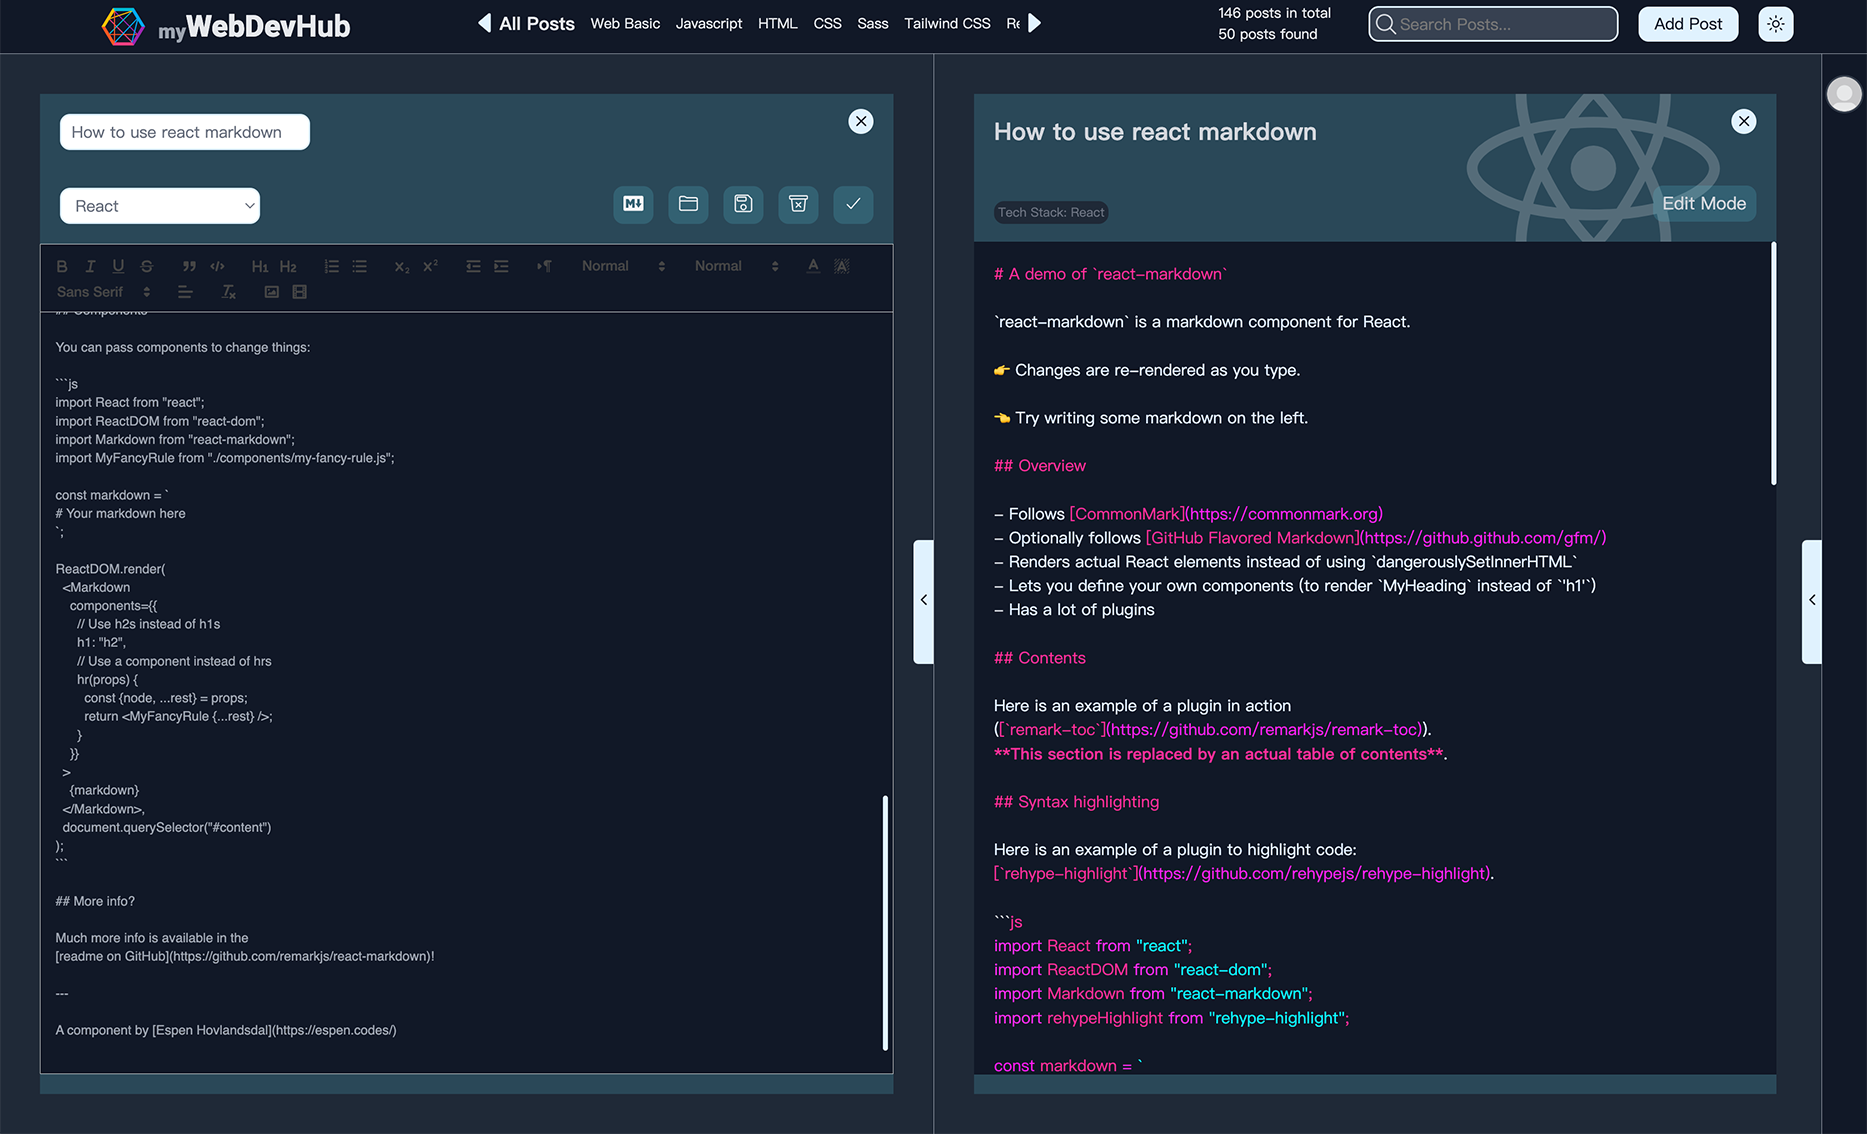 myWebDevHub
All Posts Web Basic Javascript HTML CSS Sass Tailwind CSS Re
146 posts in total
50 posts found
Search Posts...
Add Post
How to use react markdown
React
B I U S H1 H2 X2 X2 Normal Normal A A
Sans Serif
## Components
You can pass components to change things:
```js
import React from "react";
import ReactDOM from "react-dom";
import Markdown from "react-markdown";
import MyFancyRule from "./components/my-fancy-rule.js";
const markdown = `
# Your markdown here
`;
ReactDOM.render(
<Markdown
components={{
// Use h2s instead of h1s
h1: "h2",
// Use a component instead of hrs
hr(props) {
const {node, ...rest} = props;
return <MyFancyRule {...rest} />;
}
}}
>
{markdown}
</Markdown>,
document.querySelector("#content")
);
```
## More info?
Much more info is available in the
[readme on GitHub](https://github.com/remarkjs/react-markdown)!
---
A component by [Espen Hovlandsdal](https://espen.codes/)
How to use react markdown
Tech Stack: React
Edit Mode
# A demo of `react-markdown`
`react-markdown` is a markdown component for React.
👉 Changes are re-rendered as you type.
👈 Try writing some markdown on the left.
## Overview
- Follows [CommonMark](https://commonmark.org)
- Optionally follows [GitHub Flavored Markdown](https://github.github.com/gfm/)
- Renders actual React elements instead of using `dangerouslySetInnerHTML`
- Lets you define your own components (to render `MyHeading` instead of `'h1'`)
- Has a lot of plugins
## Contents
Here is an example of a plugin in action
([`remark-toc`](https://github.com/remarkjs/remark-toc)).
**This section is replaced by an actual table of contents**.
## Syntax highlighting
Here is an example of a plugin to highlight code:
[`rehype-highlight`](https://github.com/rehypejs/rehype-highlight).
```js
import React from "react";
import ReactDOM from "react-dom";
import Markdown from "react-markdown";
import rehypeHighlight from "rehype-highlight";
const markdown = `